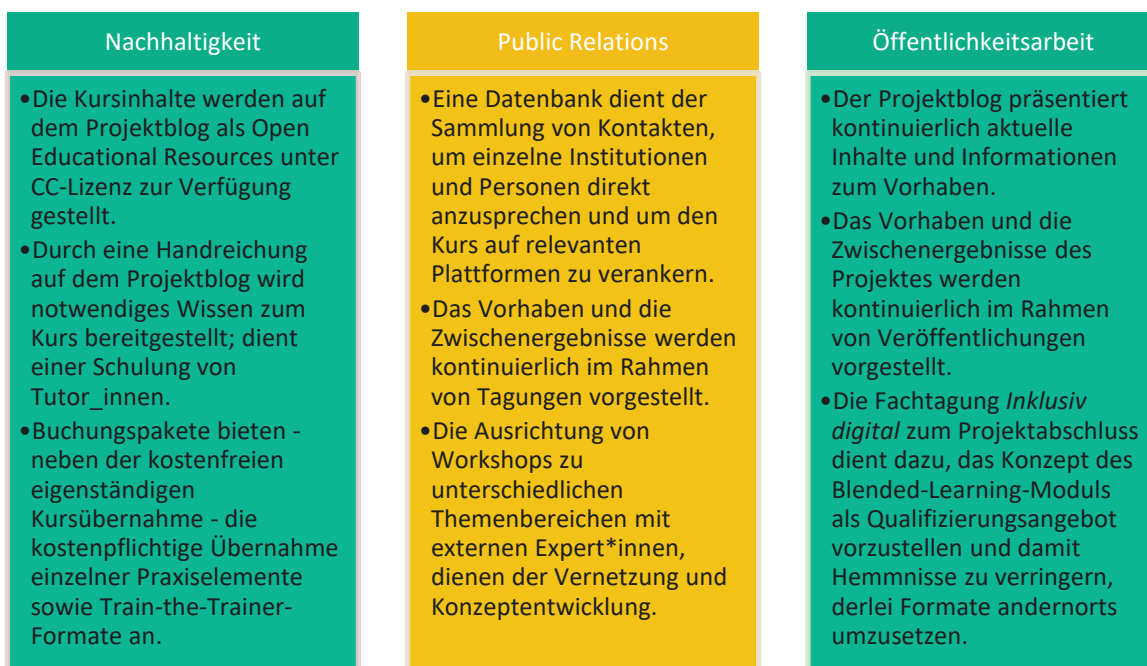 Nachhaltigkeit
•Die Kursinhalte werden auf
dem Projektblog als Open
Educational Resources unter
CC-Lizenz zur Verfügung
gestellt.
•Durch eine Handreichung
auf dem Projektblog wird
notwendiges Wissen zum
Kurs bereitgestellt; dient
einer Schulung von
Tutor_innen.
•Buchungspakete bieten -
neben der kostenfreien
eigenständigen
Kursübernahme - die
kostenpflichtige Übernahme
einzelner Praxiselemente
sowie Train-the-Trainer-
Formate an.
Public Relations
•Eine Datenbank dient der
Sammlung von Kontakten,
um einzelne Institutionen
und Personen direkt
anzusprechen und um den
Kurs auf relevanten
Plattformen zu verankern.
•Das Vorhaben und die
Zwischenergebnisse werden
kontinuierlich im Rahmen
von Tagungen vorgestellt.
•Die Ausrichtung von
Workshops zu
unterschiedlichen
Themenbereichen mit
externen Expert*innen,
dienen der Vernetzung und
Konzeptentwicklung.
Öffentlichkeitsarbeit
•Der Projektblog präsentiert
kontinuierlich aktuelle
Inhalte und Informationen
zum Vorhaben.
•Das Vorhaben und die
Zwischenergebnisse des
Projektes werden
kontinuierlich im Rahmen
von Veröffentlichungen
vorgestellt.
•Die Fachtagung Inklusiv
digital zum Projektabschluss
dient dazu, das Konzept des
Blended-Learning-Moduls
als Qualifizierungsangebot
vorzustellen und damit
Hemmnisse zu verringern,
derlei Formate andernorts
umzusetzen.